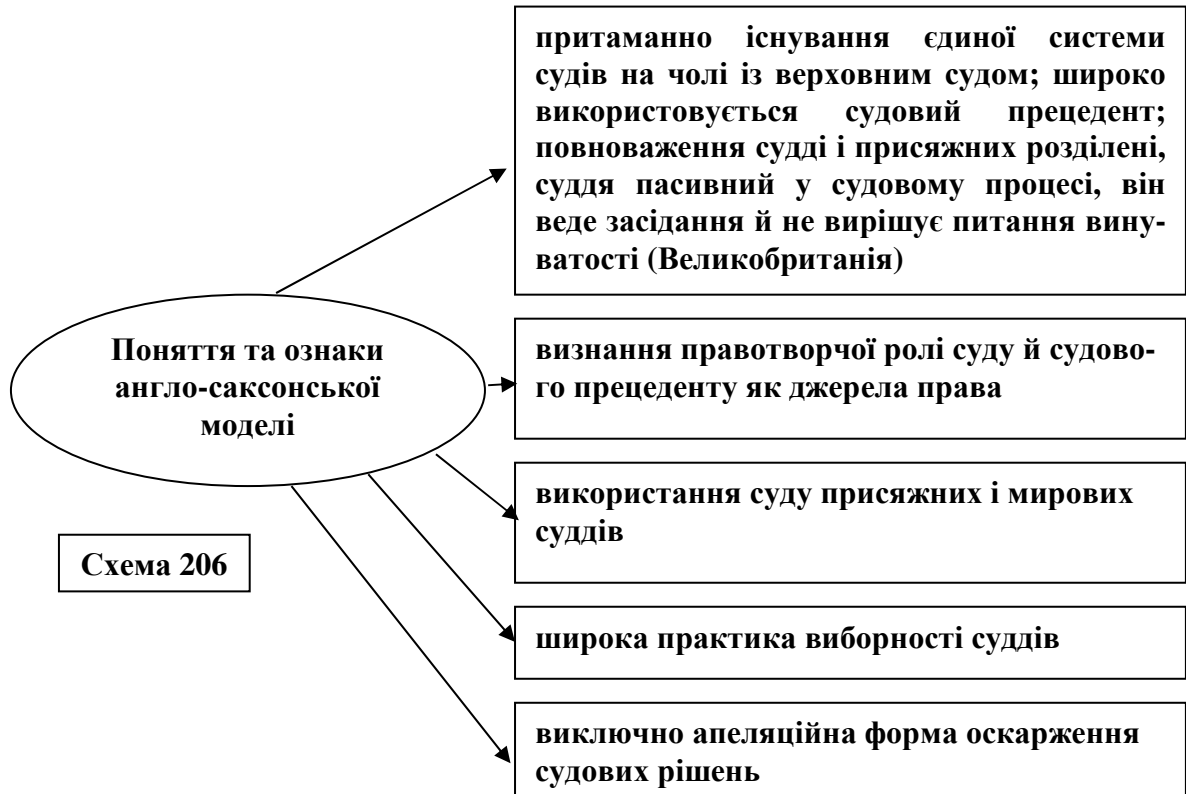 притаманно існування єдиної системи
судів на чолі із верховним судом; широко
використовується судовий прецедент;
повноваження судді і присяжних розділені,
суддя пасивний у судовому процесі, він
веде засідання й не вирішує питання вину-
ватості (Великобританія)
Поняття та ознаки
англо-саксонської
моделі
визнання правотворчої ролі суду й судово-
го прецеденту як джерела права
використання суду присяжних і мирових
суддів
Схема 206
широка практика виборності суддів
виключно апеляційна форма оскарження
судових рішень